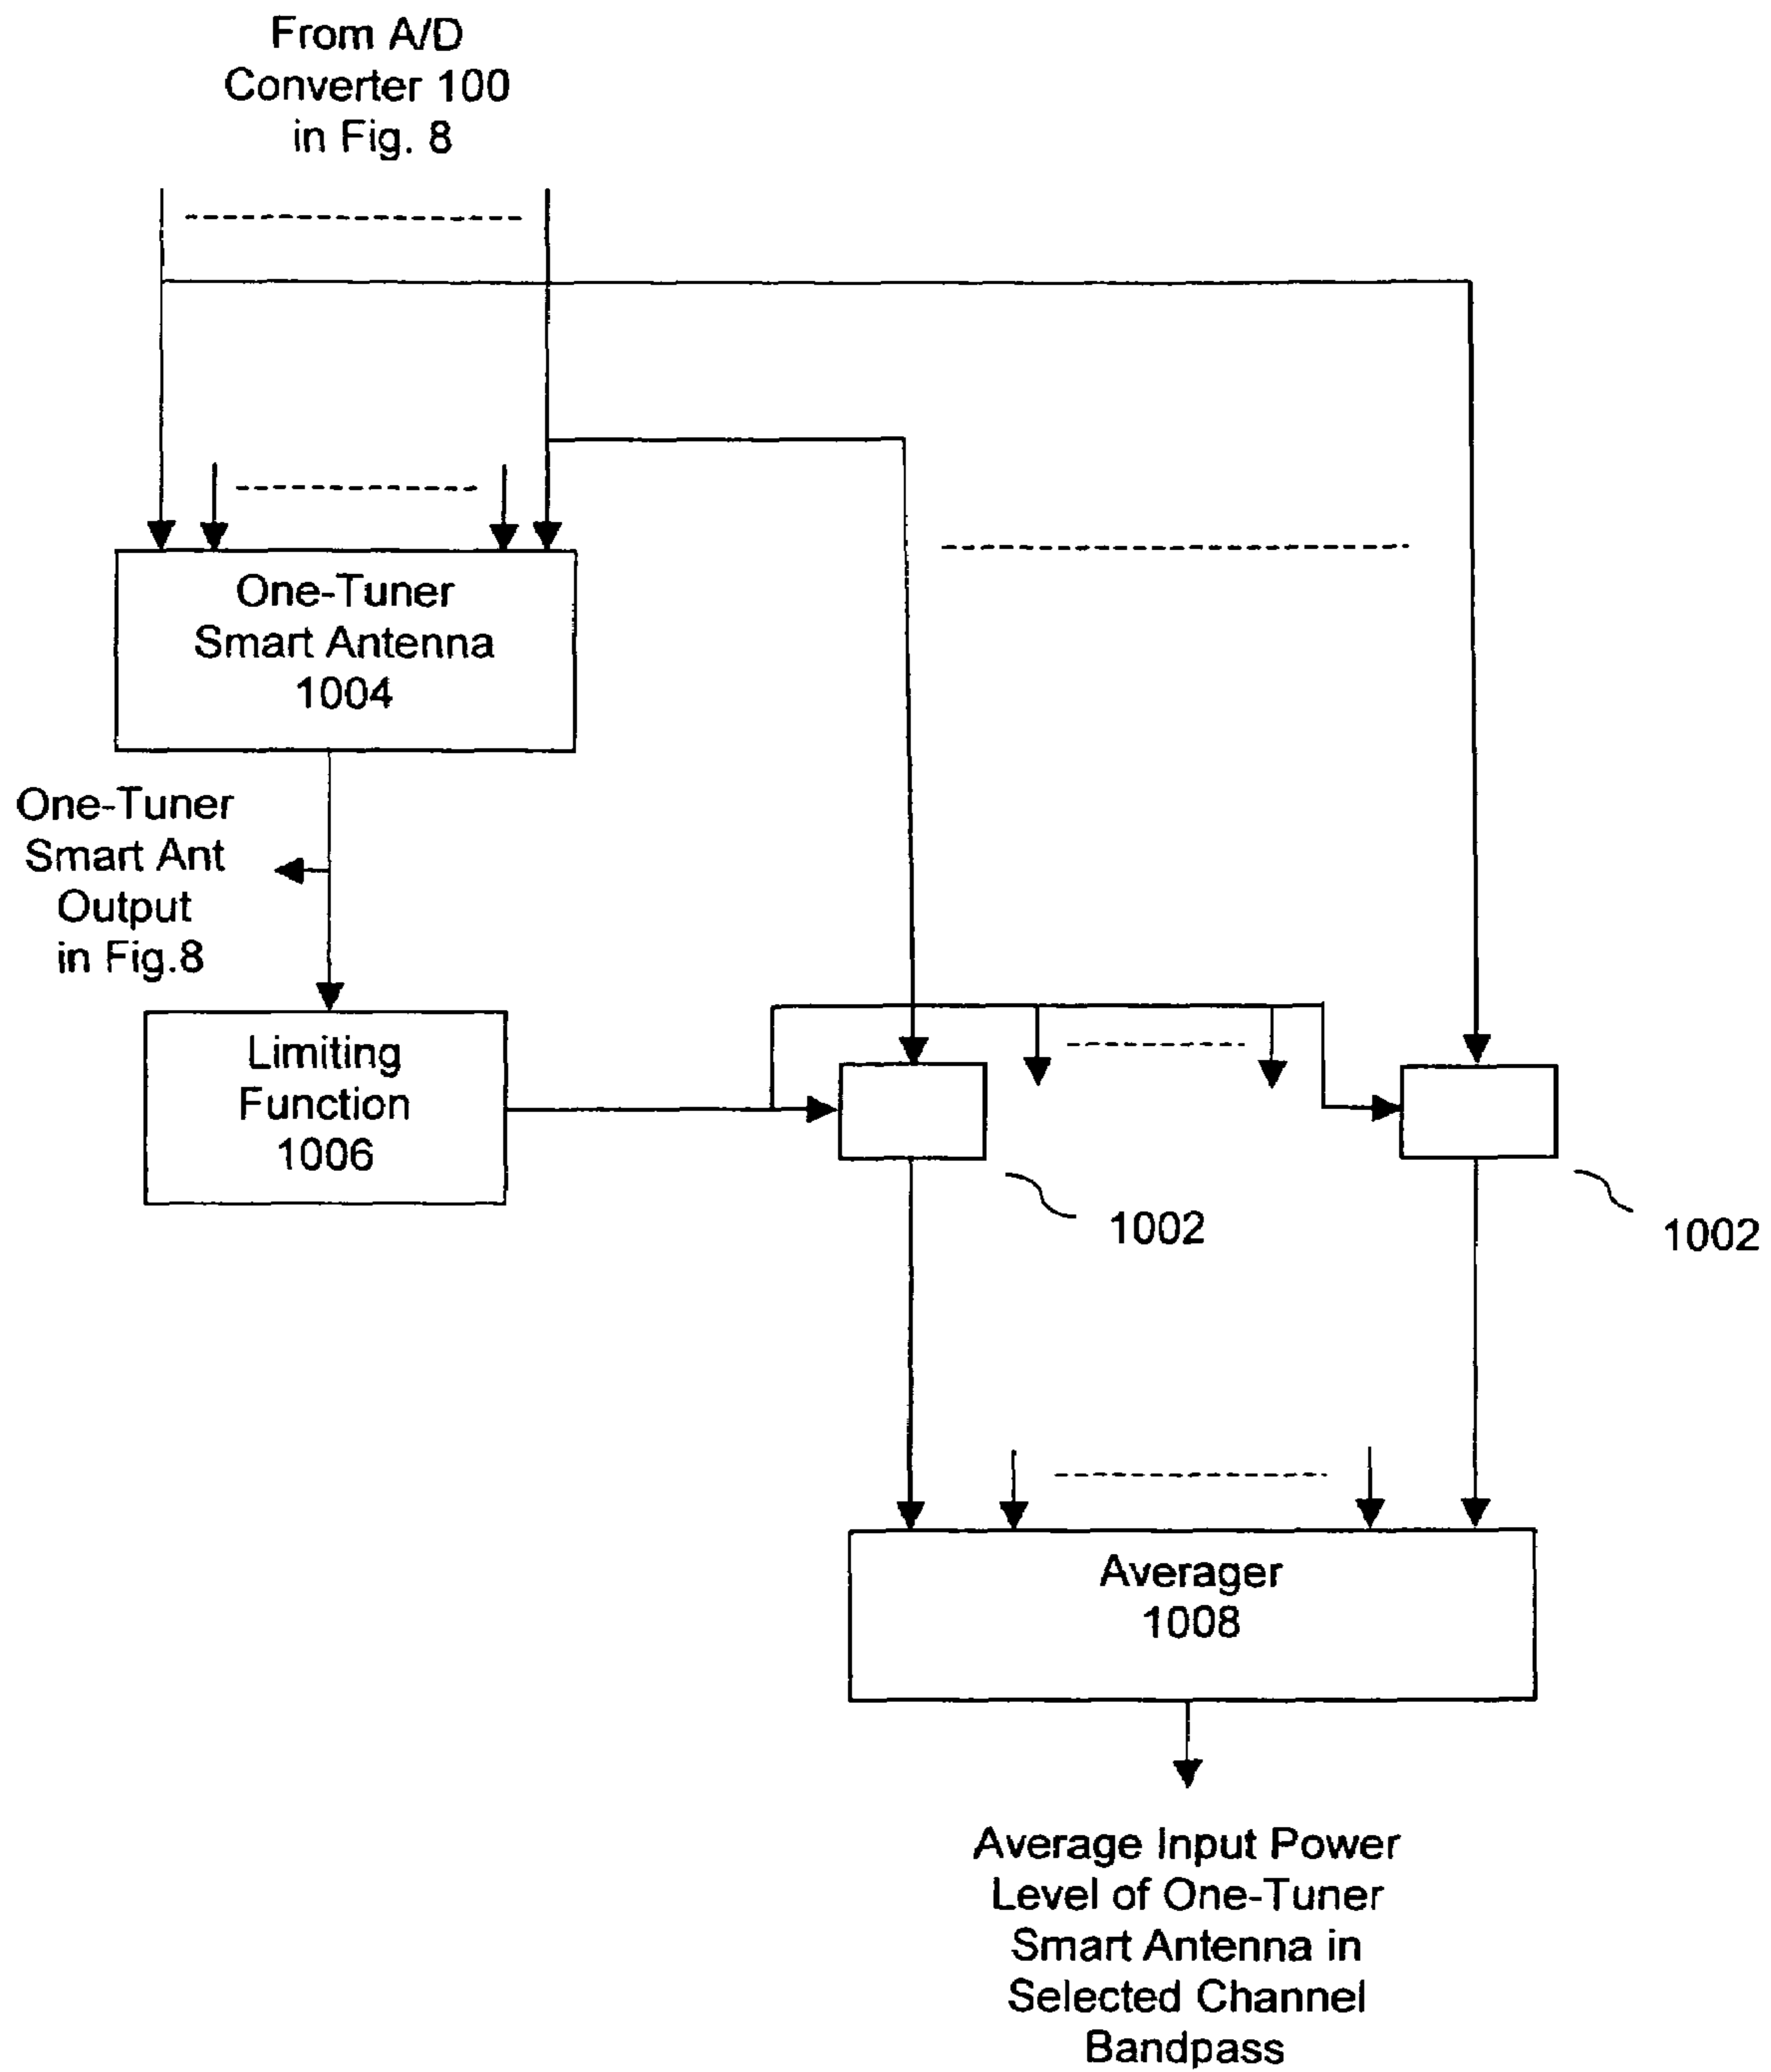 From A/D
Converter 100
in Fig. 8
One-Tuner
Smart Antenna
1004
One-Tuner
Smart Ant
Output
in Fig.8
Limiting
Function
1006
1002
1002
Averager
1008
Average Input Power
Level of One-Tuner
Smart Antenna in
Selected Channel
Bandpass